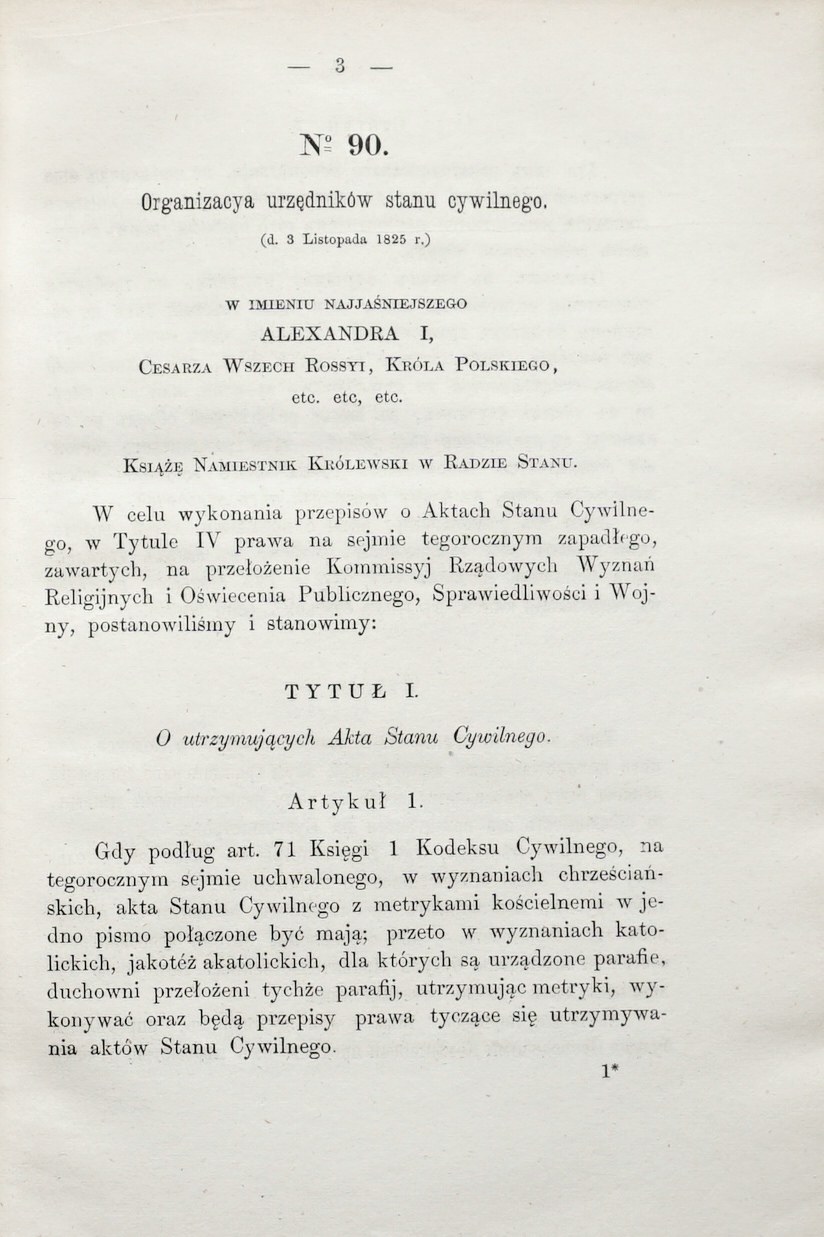 — 3 —
Nº 90.
Organizacya urzędników stanu cywilnego.
(d. 3 Listopada 1825 r.)
W IMIENIU NAJJAŚNIEJSZEGO
ALEXANDRA I,
CESARZA WSZECH ROSSYI, KRÓLA POLSKIEGO,
etc. etc, etc.
KSIĄŻĘ NAMIESTNIK KRÓLEWSKI W RADZIE STANU.
W celu wykonania przepisów o Aktach Stanu Cywilne-
go, w Tytule IV prawa na sejmie tegorocznym zapadłego,
zawartych, na przełożenie Kommissyj Rządowych Wyznań
Religijnych i Oświecenia Publicznego, Sprawiedliwości i Woj-
ny, postanowiliśmy i stanowimy:
TYTUŁ I.
O utrzymujących Akta Stanu Cywilnego.
Artykuł 1.
Gdy podług art. 71 Księgi 1 Kodeksu Cywilnego, na
tegorocznym sejmie uchwalonego, w wyznaniach chrześciań-
skich, akta Stanu Cywilnego z metrykami kościelnemi w je-
dno pismo połączone być mają; przeto w wyznaniach kato-
lickich, jakotéż akatolickich, dla których są urządzone parafie,
duchowni przełożeni tychże parafij, utrzymując metryki, wy-
konywać oraz będą przepisy prawa tyczące się utrzymywa-
nia aktów Stanu Cywilnego.
1*